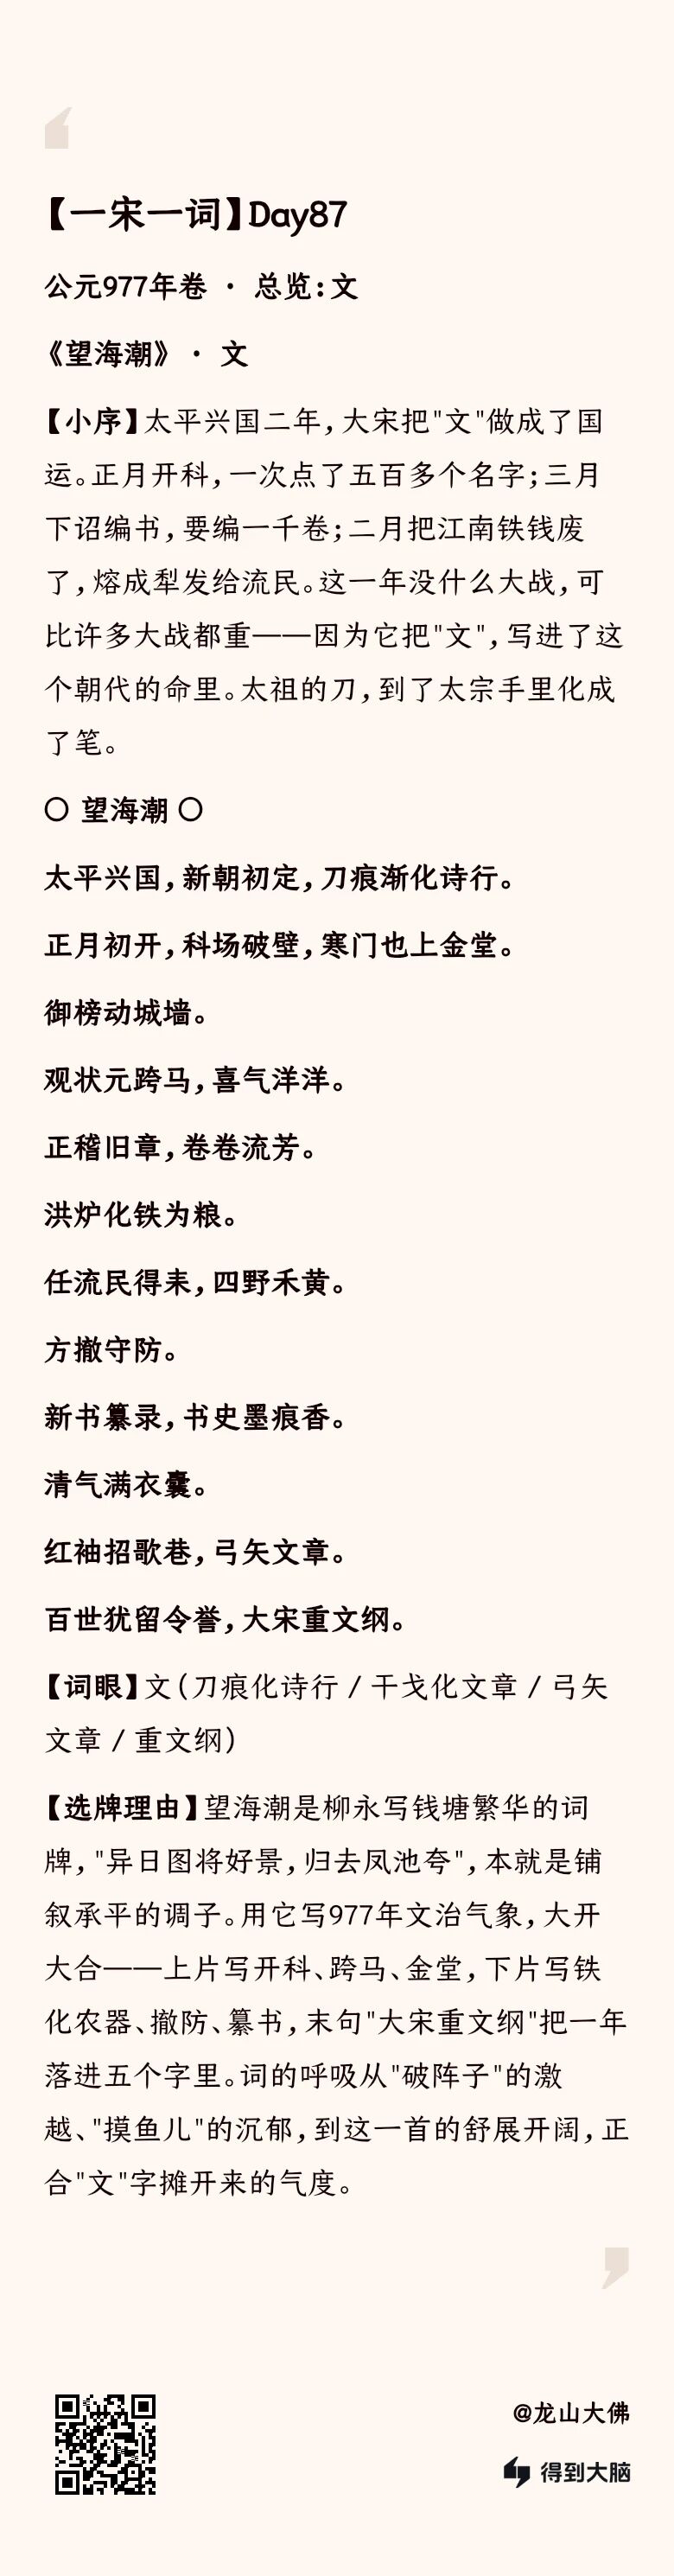 【一宋一词】Day87
公元977年卷 · 总览:文
《望海潮》· 文
【小序】太平兴国二年,大宋把"文"做成了国
运。正月开科,一次点了五百多个名字;三月
下诏编书,要编一千卷;二月把江南铁钱废
了,熔成犁发给流民。这一年没什么大战,可
比许多大战都重——因为它把"文",写进了这
个朝代的命里。太祖的刀,到了太宗手里化成
了笔。
〇 望海潮 〇
太平兴国,新朝初定,刀痕渐化诗行。
正月初开,科场破壁,寒门也上金堂。
御榜动城墙。
观状元跨马,喜气洋洋。
正稽旧章,卷卷流芳。
洪炉化铁为粮。
任流民得耒,四野禾黄。
方撤守防。
新书纂录,书史墨痕香。
清气满衣囊。
红袖招歌巷,弓矢文章。
百世犹留令誉,大宋重文纲。
【词眼】文(刀痕化诗行 / 干戈化文章 / 弓矢
文章 / 重文纲)
【选牌理由】望海潮是柳永写钱塘繁华的词
牌,"异日图将好景,归去凤池夸",本就是铺
叙承平的调子。用它写977年文治气象,大开
大合——上片写开科、跨马、金堂,下片写铁
化农器、撤防、纂书,末句"大宋重文纲"把一年
落进五个字里。词的呼吸从"破阵子"的激
越、"摸鱼儿"的沉郁,到这一首的舒展开阔,正
合"文"字摊开来的气度。
@龙山大佛
得到大脑